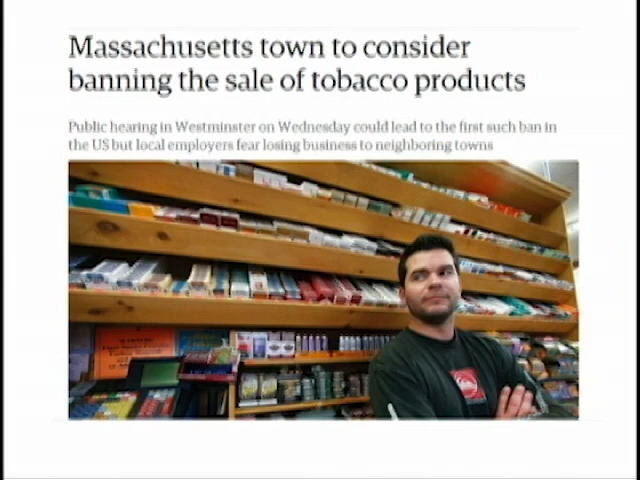 Massachusetts town to consider
banning the sale of tobacco products
Public hearing in Westminster on Wednesday could lead to the first such ban in
the US but local employers fear losing business to neighboring towns
WARNING